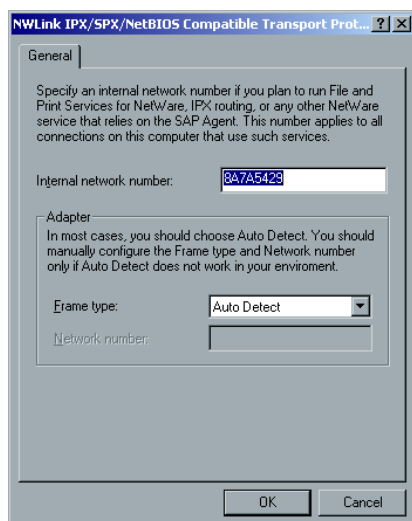 NWLink IPX/SPX/NetBIOS Compatible Transport Prot... ? X
General
Specify an internal network number if you plan to run File and
Print Services for NetWare, IPX routing, or any other NetWare
service that relies on the SAP Agent. This number applies to all
connections on this computer that use such services.
Internal network number: 8A7A5429
Adapter
In most cases, you should choose Auto Detect. You should
manually configure the Frame type and Network number
only if Auto Detect does not work in your enviroment.
Frame type: Auto Detect
Network number:
OK Cancel